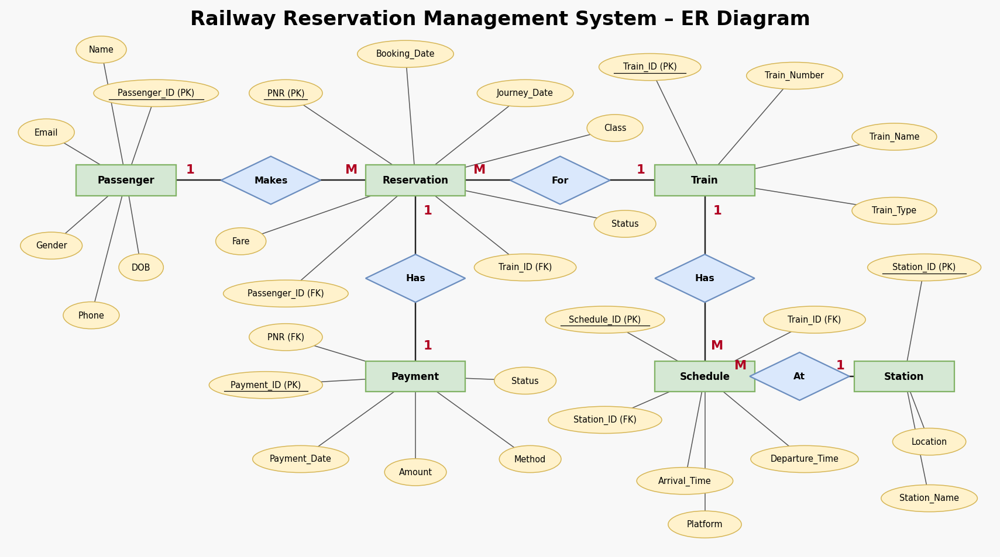 Railway Reservation Management System – ER Diagram
Name
Booking_Date
Train_ID (PK)
Train_Number
Passenger_ID (PK)
PNR (PK)
Journey_Date
Class
Email
Train_Name
Passenger
1
Makes
M
Reservation
M
For
1
Train
1
1
Train_Type
Status
Fare
Gender
DOB
Train_ID (FK)
Station_ID (PK)
Has
Has
Passenger_ID (FK)
Phone
Schedule_ID (PK)
Train_ID (FK)
PNR (FK)
1
M
M
1
Payment
Schedule
At
Station
Status
Payment_ID (PK)
Station_ID (FK)
Location
Payment_Date
Method
Departure_Time
Amount
Arrival_Time
Station_Name
Platform